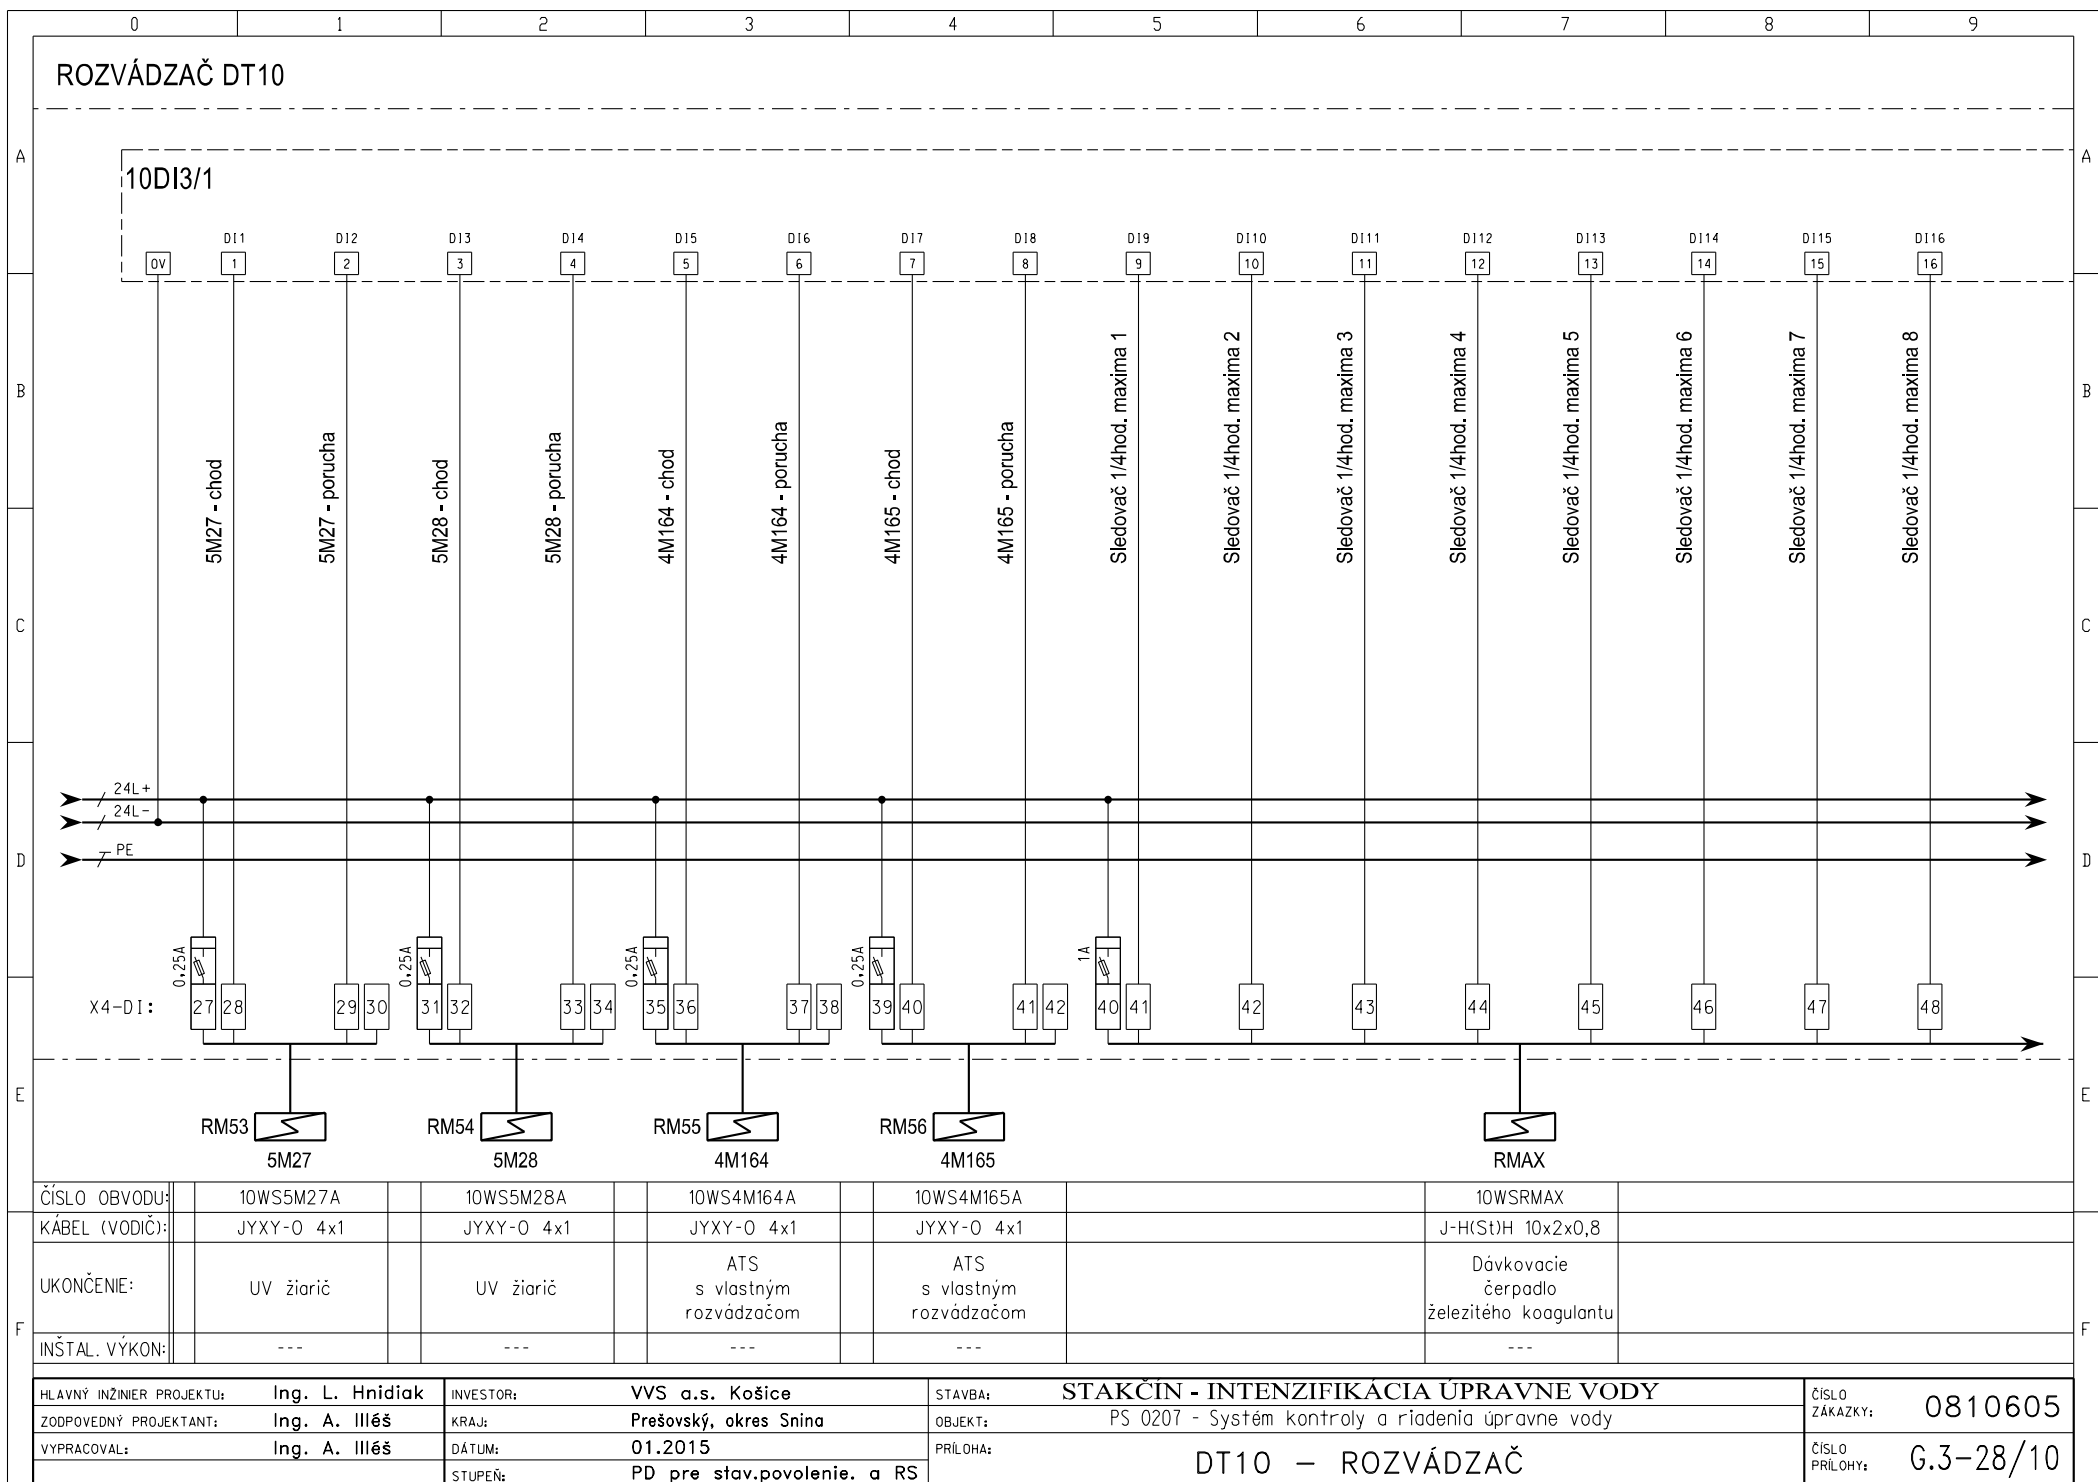 0 1 2 3 4 5 6 7 8 9
ROZVÁDZAČ DT10
A A
10DI3/1
DI1 DI2 DI3 DI4 DI5 DI6 DI7 DI8 DI9 DI10 DI11 DI12 DI13 DI14 DI15 DI16
0V 1 2 3 4 5 6 7 8 9 10 11 12 13 14 15 16
B B
5M27 - chod
5M27 - porucha
5M28 - chod
5M28 - porucha
4M164 - chod
4M164 - porucha
4M165 - chod
4M165 - porucha
Sledovač 1/4hod. maxima 1
Sledovač 1/4hod. maxima 2
Sledovač 1/4hod. maxima 3
Sledovač 1/4hod. maxima 4
Sledovač 1/4hod. maxima 5
Sledovač 1/4hod. maxima 6
Sledovač 1/4hod. maxima 7
Sledovač 1/4hod. maxima 8
C C
24L+
24L-
PE
D D
0,25A 0,25A 0,25A 0,25A 1A
X4-DI: 27 28 29 30 31 32 33 34 35 36 37 38 39 40 41 42 40 41 42 43 44 45 46 47 48
E E
RM53 RM54 RM55 RM56
5M27 5M28 4M164 4M165 RMAX
ČÍSLO OBVODU: 10WS5M27A 10WS5M28A 10WS4M164A 10WS4M165A 10WSRMAX
KÁBEL (VODIČ): JYXY-O 4x1 JYXY-O 4x1 JYXY-O 4x1 JYXY-O 4x1 J-H(St)H 10x2x0,8
UKONČENIE: UV žiarič UV žiarič
ATS
s vlastným
rozvádzačom
ATS
s vlastným
rozvádzačom
Dávkovacie
čerpadlo
železitého koagulantu
F F
INŠTAL. VÝKON: --- --- --- --- ---
HLAVNÝ INŽINIER PROJEKTU: Ing. L. Hnidiak
ZODPOVEDNÝ PROJEKTANT: Ing. A. Illéš
VYPRACOVAL: Ing. A. Illéš
INVESTOR: VVS a.s. Košice
KRAJ: Prešovský, okres Snina
DÁTUM: 01.2015
STUPEŇ: PD pre stav.povolenie. a RS
STAVBA: STAKČÍN - INTENZIFIKÁCIA ÚPRAVNE VODY
OBJEKT: PS 0207 - Systém kontroly a riadenia úpravne vody
PRÍLOHA: DT10 – ROZVÁDZAČ
ČÍSLO
ZÁKAZKY: 0810605
ČÍSLO
PRÍLOHY: G.3-28/10